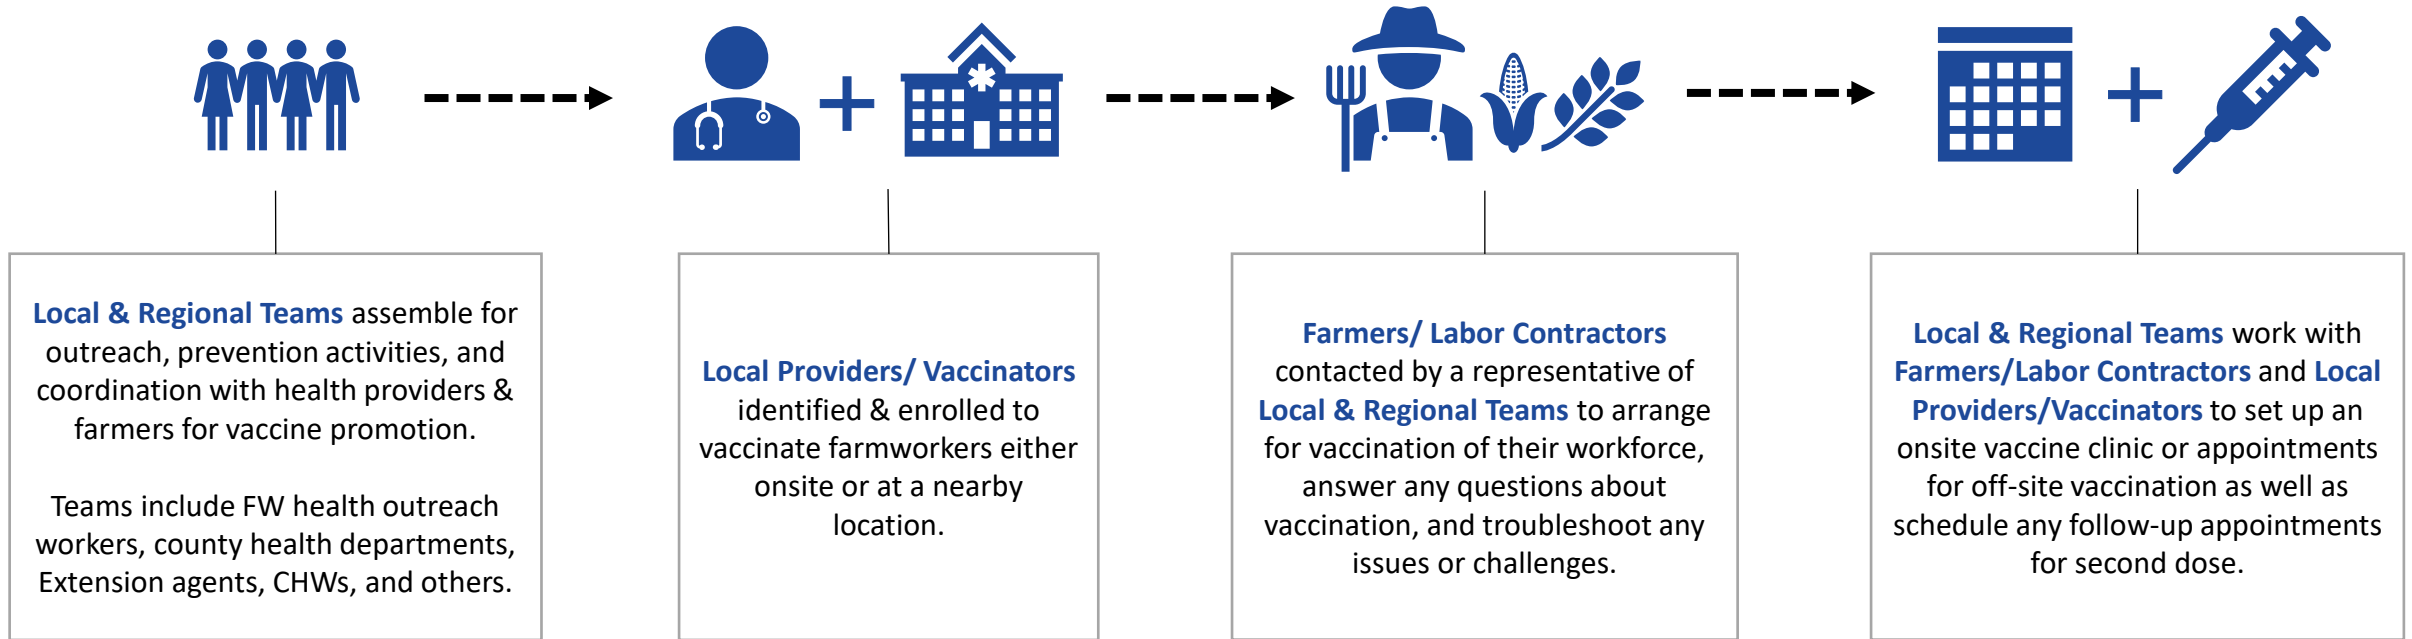 Local & Regional Teams assemble for
outreach, prevention activities, and
coordination with health providers &
farmers for vaccine promotion.
Teams include FW health outreach
workers, county health departments,
Extension agents, CHWs, and others.
Local Providers/ Vaccinators
identified & enrolled to
vaccinate farmworkers either
onsite or at a nearby
location.
Farmers/ Labor Contractors
contacted by a representative of
Local & Regional Teams to arrange
for vaccination of their workforce,
answer any questions about
vaccination, and troubleshoot any
issues or challenges.
Local & Regional Teams work with
Farmers/Labor Contractors and Local
Providers/Vaccinators to set up an
onsite vaccine clinic or appointments
for off-site vaccination as well as
schedule any follow-up appointments
for second dose.